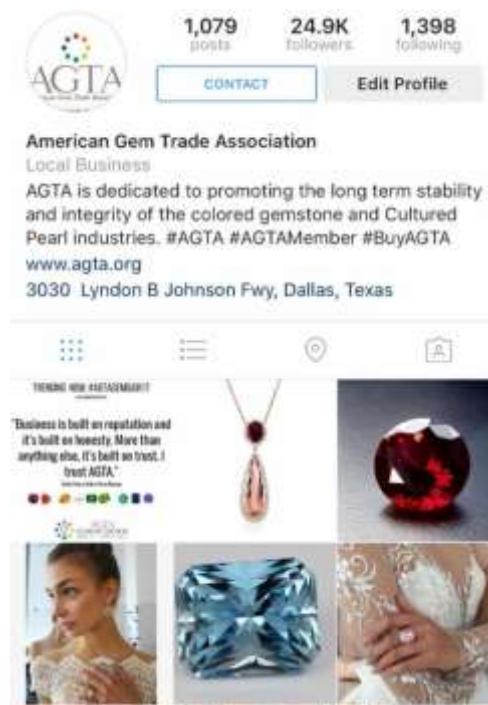 1,079
posts
24.9K
followers
1,398
following
AGTA
CONTACT
Edit Profile
American Gem Trade Association
Local Business
AGTA is dedicated to promoting the long term stability
and integrity of the colored gemstone and Cultured
Pearl industries. #AGTA #AGTAMember #BuyAGTA
www.agta.org
3030 Lyndon B Johnson Fwy, Dallas, Texas
TRENDING NOW
"Business is built on reputation and
it's built on honesty. More than
anything else, it's built on trust. I
trust AGTA."
AGTA